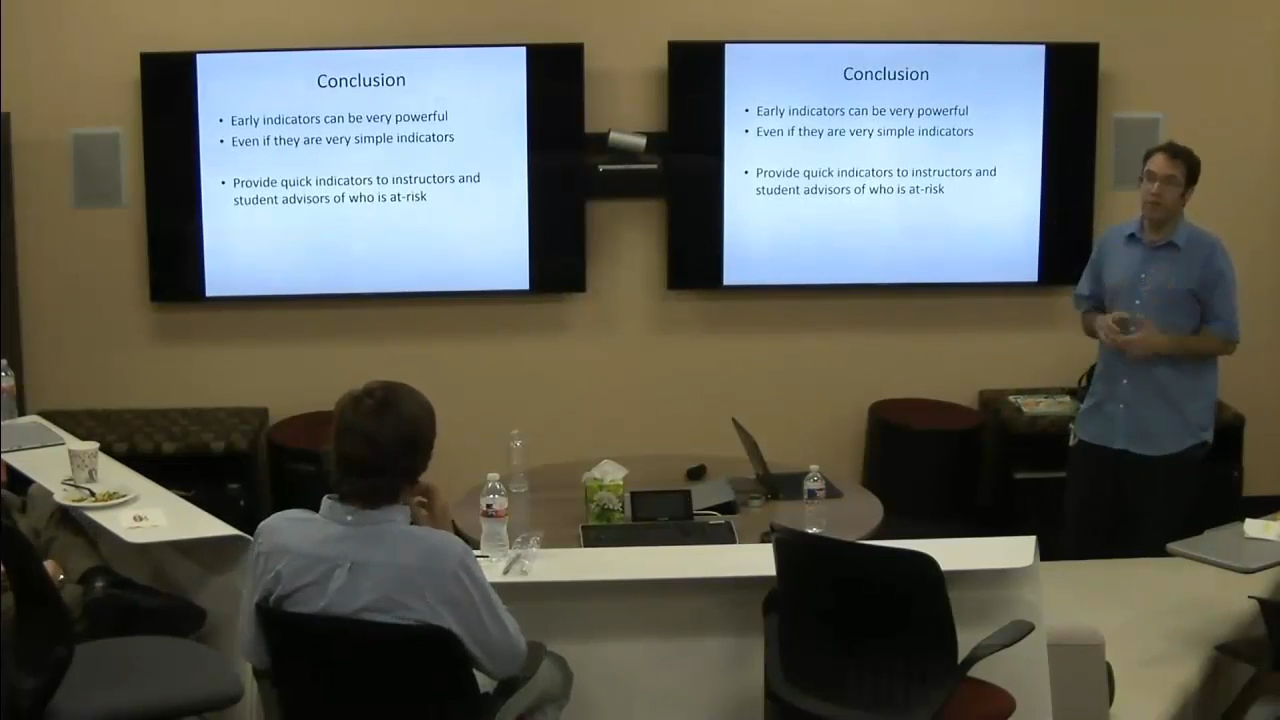 Conclusion
• Early indicators can be very powerful
• Even if they are very simple indicators
• Provide quick indicators to instructors and
student advisors of who is at-risk
Conclusion
• Early indicators can be very powerful
• Even if they are very simple indicators
• Provide quick indicators to instructors and
student advisors of who is at-risk